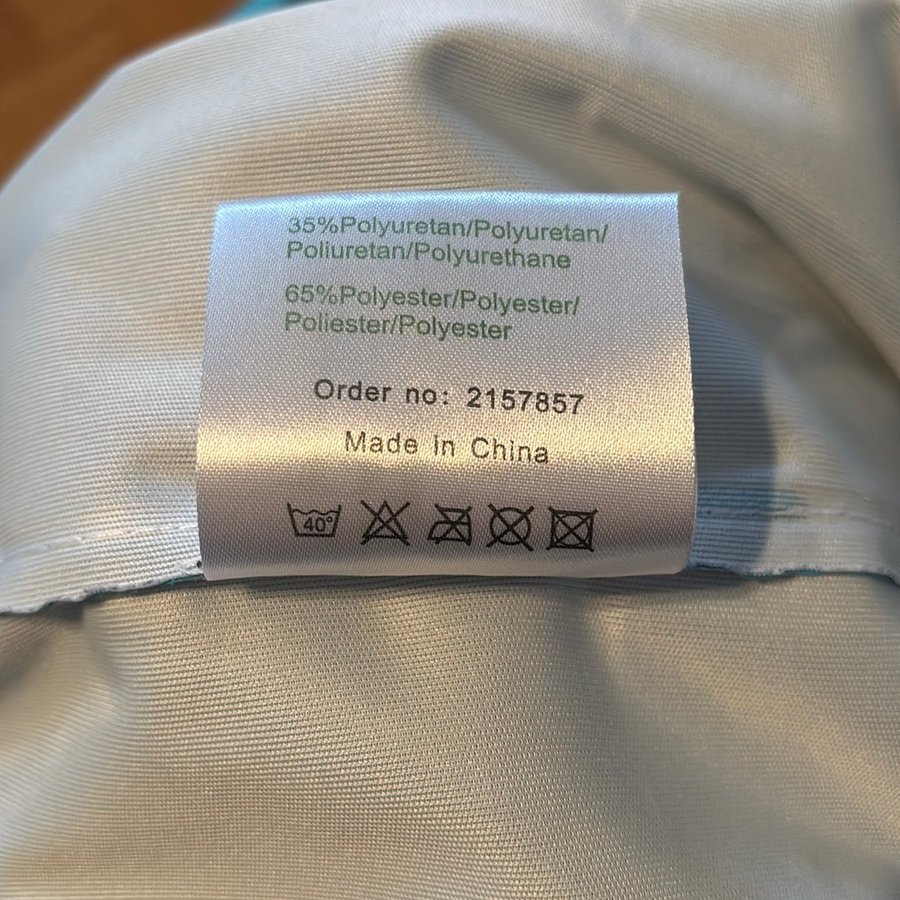 35%Polyuretan/Polyuretan/
Poliuretan/Polyurethane
65%Polyester/Polyester/
Poliester/Polyester
Order no: 2157857
Made in China
40°